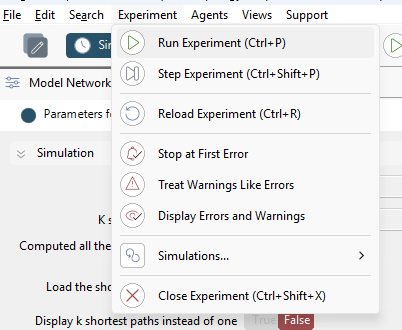 File Edit Search Experiment Agents Views Support
Run Experiment (Ctrl+P)
Step Experiment (Ctrl+Shift+P)
Model Network
Reload Experiment (Ctrl+R)
Parameters
Simulation
Stop at First Error
Treat Warnings Like Errors
K
Display Errors and Warnings
Computed all the
Simulations...
Load the
Close Experiment (Ctrl+Shift+X)
Display k shortest paths instead of one True False